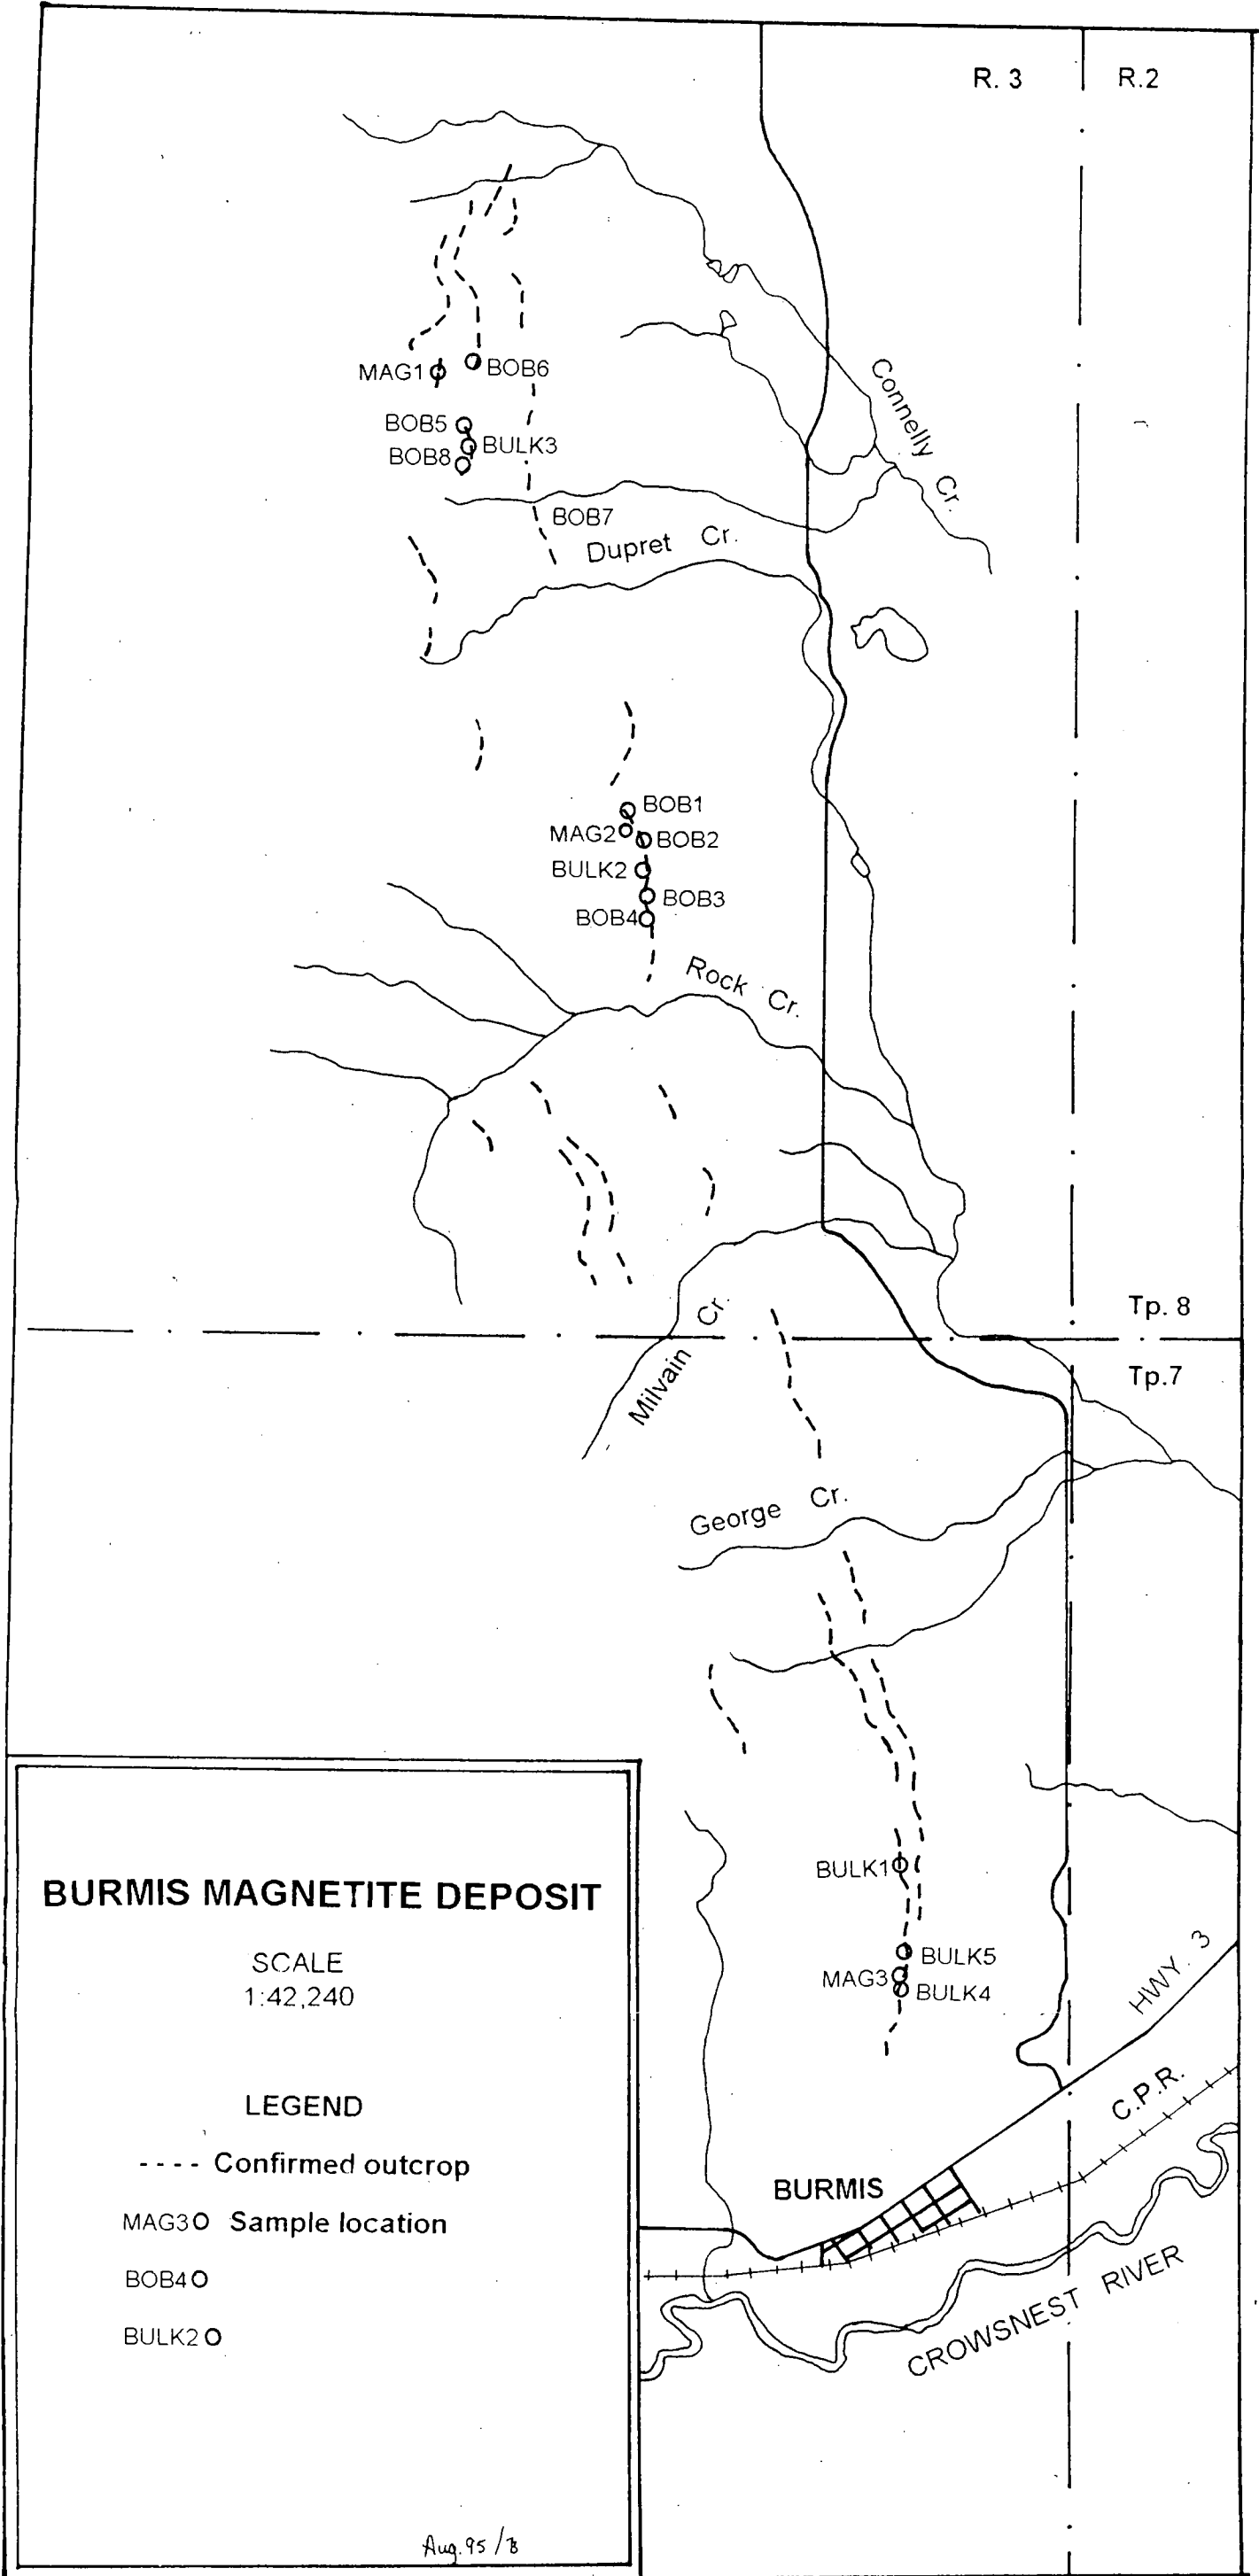 R. 3 R.2
MAG1 BOB6
BOB5
BULK3
BOB8
Connelly Cr.
BOB7
Dupret Cr.
BOB1
MAG2 BOB2
BULK2
BOB3
BOB4
Rock Cr.
Tp. 8
Milvain Cr.
Tp.7
George Cr.
BULK1
BULK5
MAG3
BULK4
HWY. 3
C.P.R.
BURMIS
CROWSNEST RIVER
BURMIS MAGNETITE DEPOSIT
SCALE
1:42,240
LEGEND
---- Confirmed outcrop
MAG3 O Sample location
BOB4 O
BULK2 O
Aug. 95